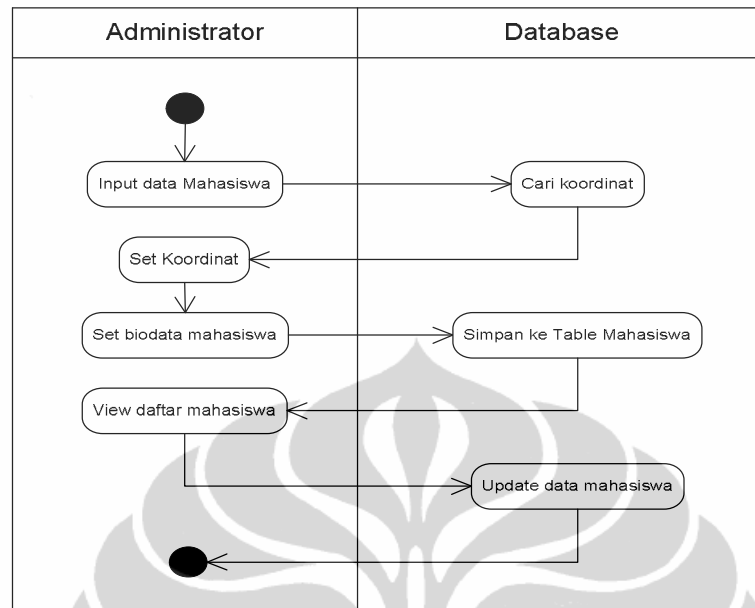 Administrator
Database
Input data Mahasiswa
Cari koordinat
Set Koordinat
Set biodata mahasiswa
Simpan ke Table Mahasiswa
View daftar mahasiswa
Update data mahasiswa